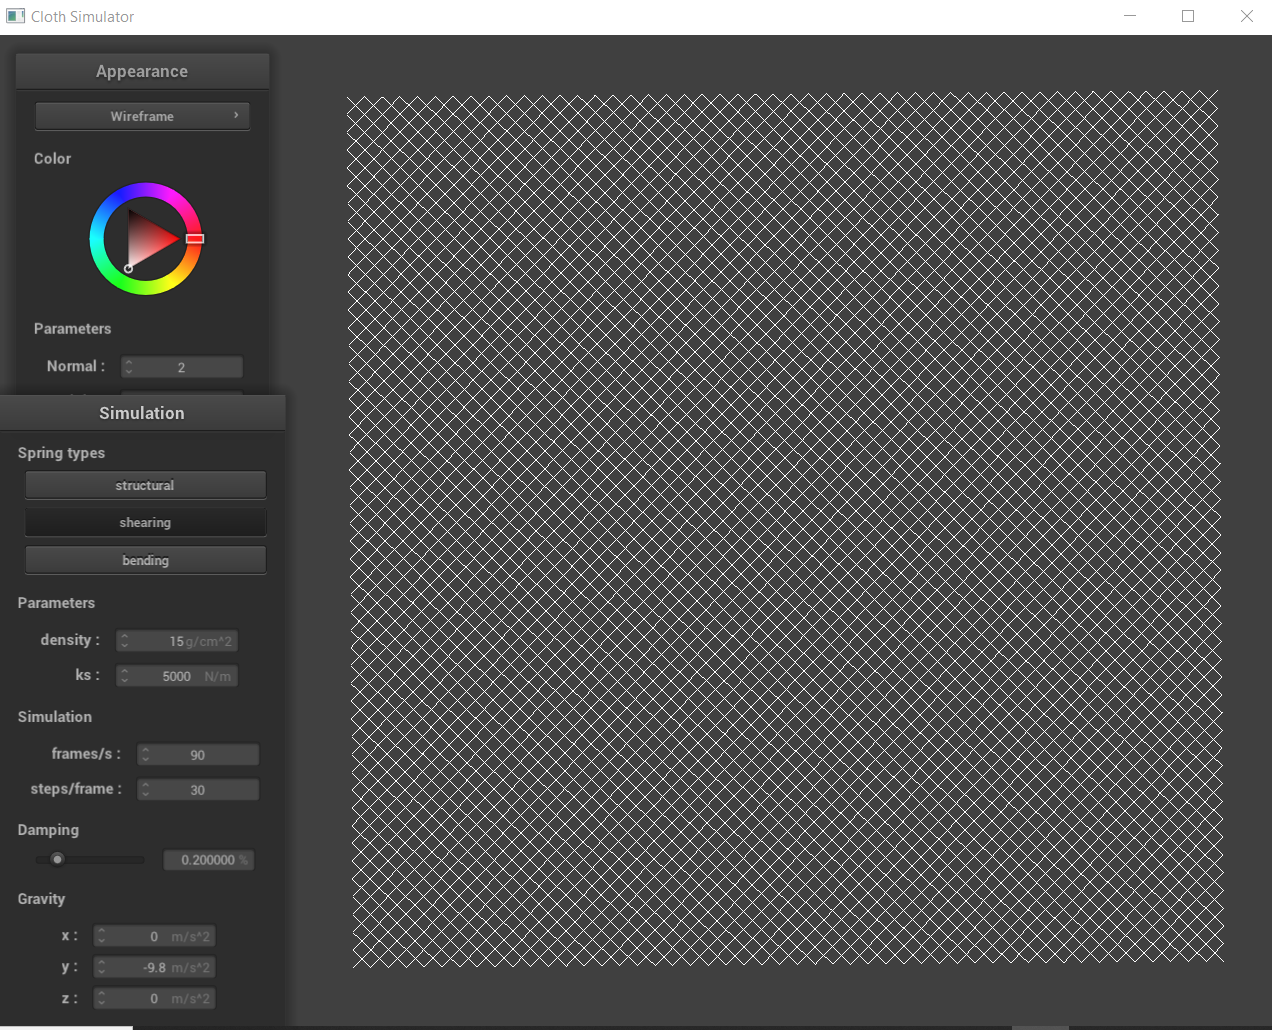 Cloth Simulator
Appearance
Wireframe
Color
Parameters
Normal : 2
Simulation
Spring types
structural
shearing
bending
Parameters
density : 15 g/cm^2
ks : 5000 N/m
Simulation
frames/s : 90
steps/frame : 30
Damping
0.200000 %
Gravity
x : 0 m/s^2
y : -9.8 m/s^2
z : 0 m/s^2